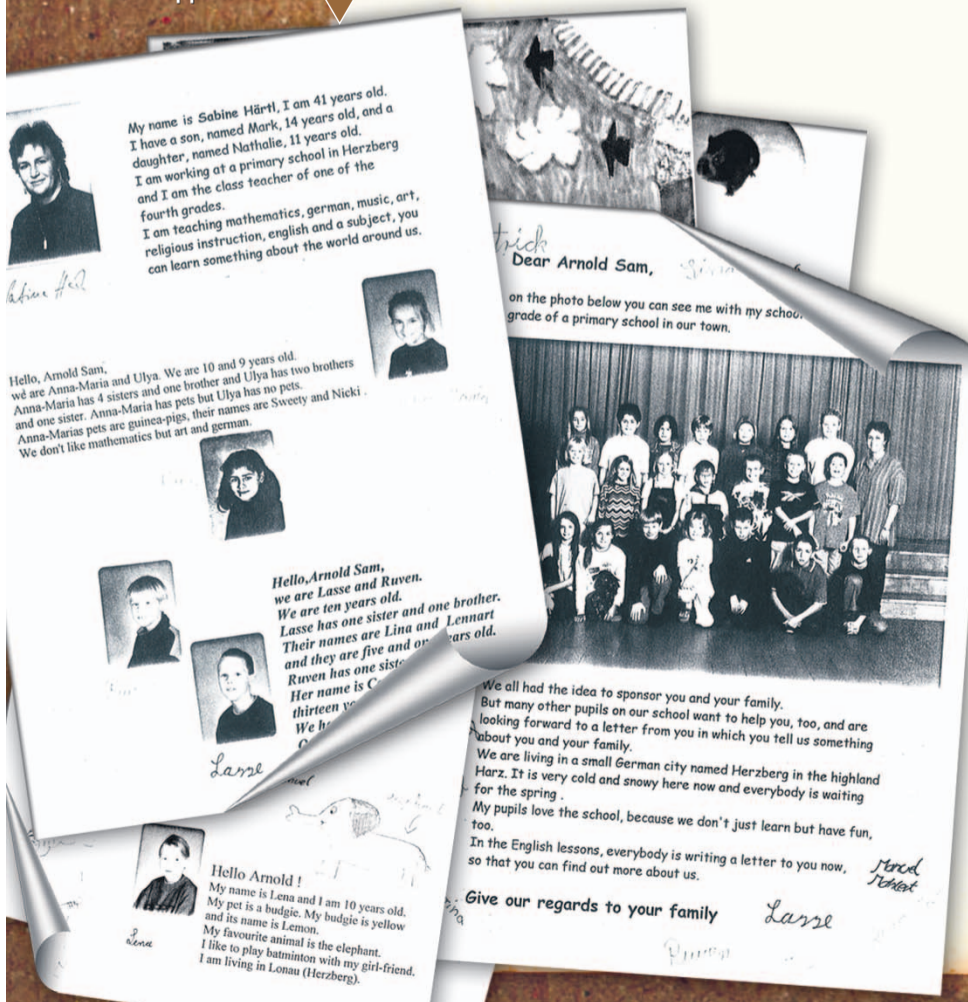 My name is Sabine Härtl, I am 41 years old.
I have a son, named Mark, 14 years old, and a
daughter, named Nathalie, 11 years old.
I am working at a primary school in Herzberg
and I am the class teacher of one of the
fourth grades.
I am teaching mathematics, german, music, art,
religious instruction, english and a subject, you
can learn something about the world around us.
Hello, Arnold Sam,
we are Anna-Maria and Ulya. We are 10 and 9 years old.
Anna-Maria has 4 sisters and one brother and Ulya has two brothers
and one sister. Anna-Maria has pets but Ulya has no pets.
Anna-Marias pets are guinea-pigs, their names are Sweety and Nicki .
We don't like mathematics but art and german.
Hello,Arnold Sam,
we are Lasse and Ruven.
We are ten years old.
Lasse has one sister and one brother.
Their names are Lina and Lennart
and they are five and years old.
Ruven has one
Her name is
thirteen
We
Lasse
Hello Arnold !
My name is Lena and I am 10 years old.
My pet is a budgie. My budgie is yellow
and its name is Lemon.
My favourite animal is the elephant.
I like to play batminton with my girl-friend.
I am living in Lonau (Herzberg).
Lena
trick
Dear Arnold Sam,
on the photo below you can see me with my
grade of a primary school in our town.
We all had the idea to sponsor you and your family.
But many other pupils on our school want to help you, too, and are
looking forward to a letter from you in which you tell us something
about you and your family.
We are living in a small German city named Herzberg in the highland
Harz. It is very cold and snowy here now and everybody is waiting
for the spring .
My pupils love the school, because we don't just learn but have fun,
too.
In the English lessons, everybody is writing a letter to you now,
so that you can find out more about us.
Marcel
Give our regards to your family
Lasse